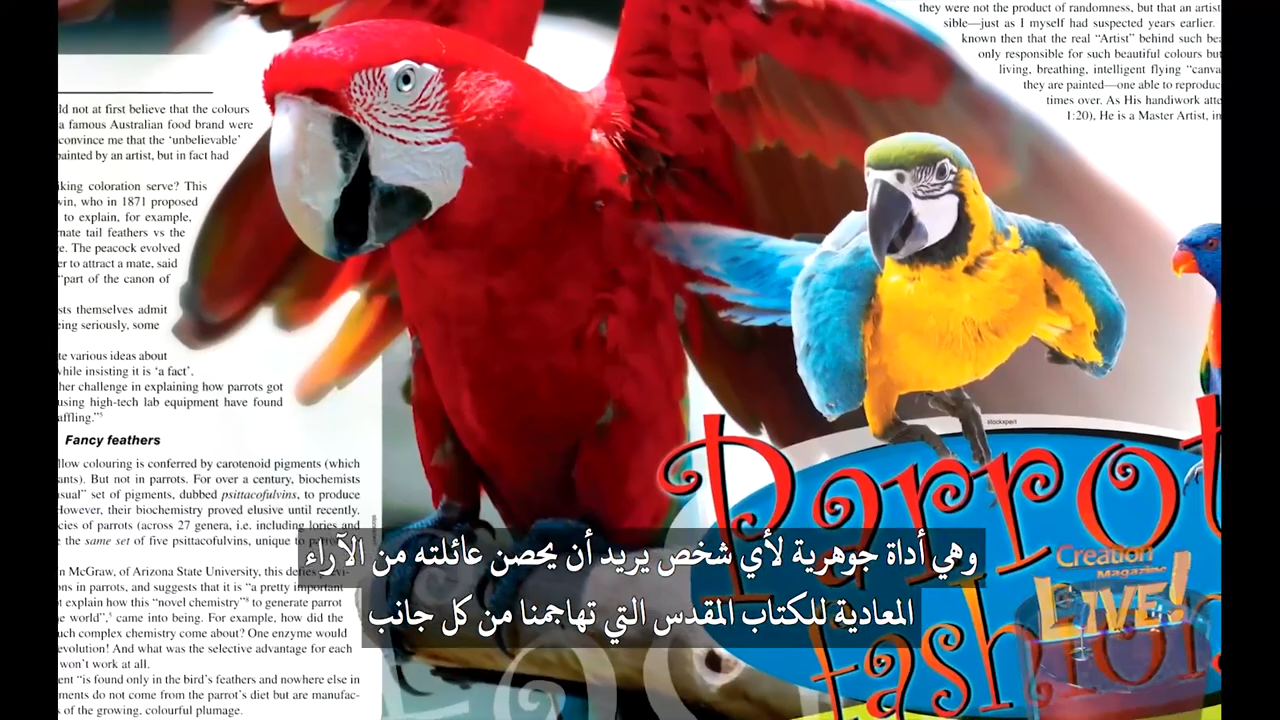 they were not the product of randomness, but that an artist
sible—just as I myself had suspected years earlier.
known then that the real “Artist” behind such
only responsible for such beautiful colours but
living, breathing, intelligent flying
they are painted—one able to reproduc
times over. As His handiwork atte
1:20), He is a Master Artist, in
ld not at first believe that the colours
a famous Australian food brand were
convince me that the ‘unbelievable’
painted by an artist, but in fact had
iking coloration serve? This
win, who in 1871 proposed
to explain, for example,
rnate tail feathers vs the
e. The peacock evolved
er to attract a mate, said
“part of the canon of
sts themselves admit
eing seriously, some
te various ideas about
while insisting it is ‘a fact’.
her challenge in explaining how parrots got
using high-tech lab equipment have found
affling.”⁵
Fancy feathers
llow colouring is conferred by carotenoid pigments (which
ants). But not in parrots. For over a century, biochemists
usual” set of pigments, dubbed psittacofulvins, to produce
However, their biochemistry proved elusive until recently.
cies of parrots (across 27 genera, i.e. including lories and
e the same set of five psittacofulvins, unique to
n McGraw, of Arizona State University, this
ons in parrots, and suggests that it is “a pretty important
t explain how this “novel chemistry”⁸ to generate parrot
e world”,⁷ came into being. For example, how did the
uch complex chemistry come about? One enzyme would
evolution! And what was the selective advantage for each
won’t work at all.
ent “is found only in the bird’s feathers and nowhere else in
ments do not come from the parrot’s diet but are manufac-
s of the growing, colourful plumage.
stockxpert
Parrot
fashion
Creation
Magazine
LIVE!
وهي أداة جوهرية لأي شخص يريد أن يحصن عائلته من الآراء
المعادية للكتاب المقدس التي تهاجمنا من كل جانب